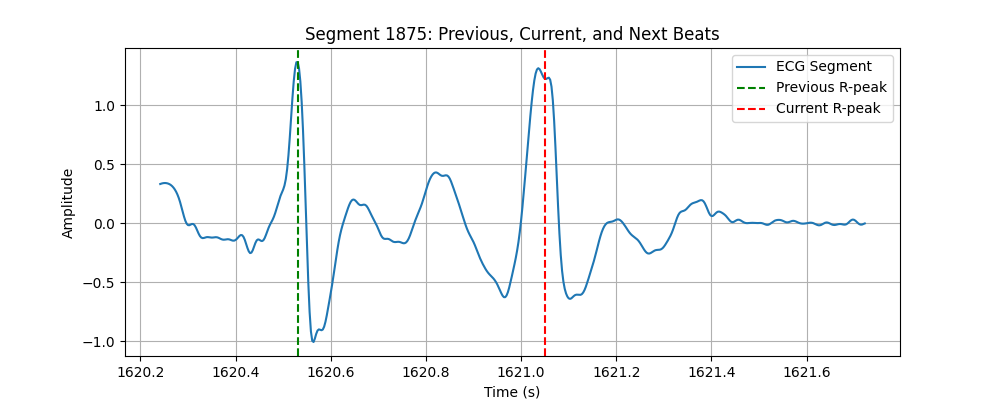 Segment 1875: Previous, Current, and Next Beats
ECG Segment
Previous R-peak
Current R-peak
Amplitude
1.0
0.5
0.0
−0.5
−1.0
1620.2 1620.4 1620.6 1620.8 1621.0 1621.2 1621.4 1621.6
Time (s)